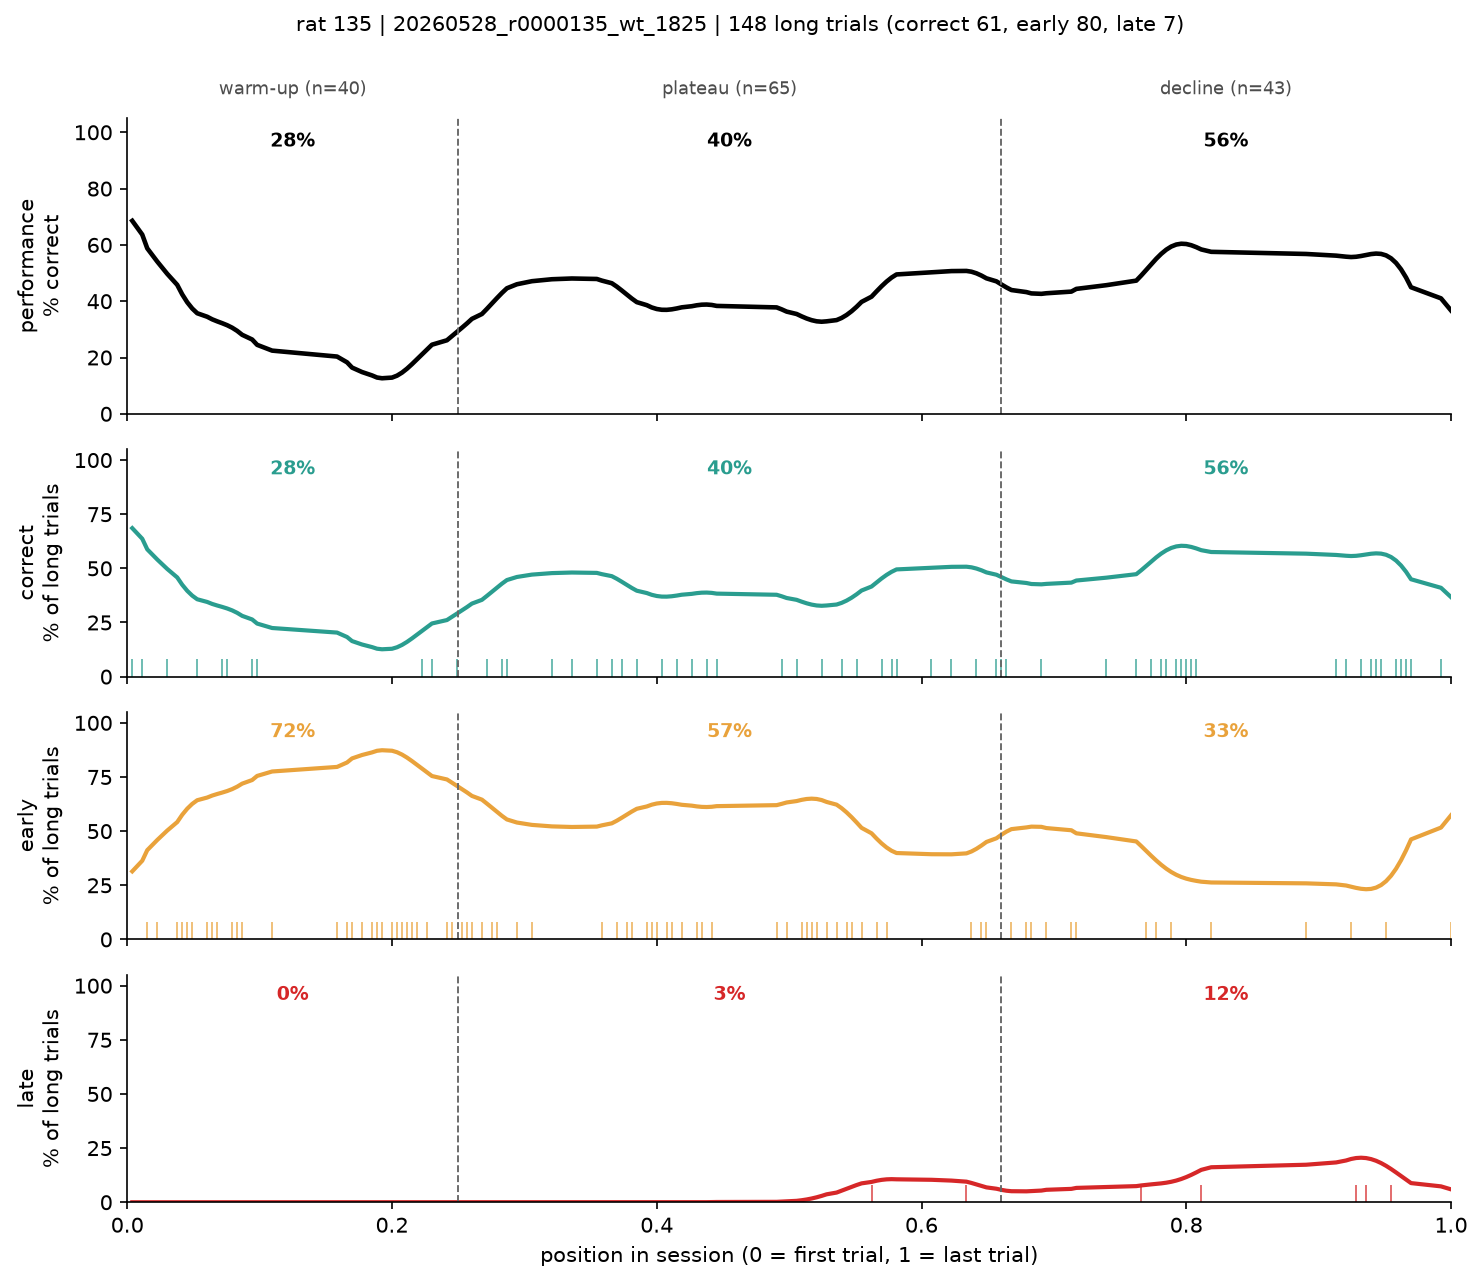 rat 135 | 20260528_r0000135_wt_1825 | 148 long trials (correct 61, early 80, late 7)
warm-up (n=40) plateau (n=65) decline (n=43)
performance
% correct
100
80
60
40
20
0
28% 40% 56%
correct
% of long trials
100
75
50
25
0
28% 40% 56%
early
% of long trials
100
75
50
25
0
72% 57% 33%
late
% of long trials
100
75
50
25
0
0% 3% 12%
0.0 0.2 0.4 0.6 0.8 1.0
position in session (0 = first trial, 1 = last trial)